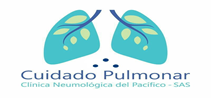 Cuidado Pulmonar
Clínica Neumológica del Pacífico - SAS